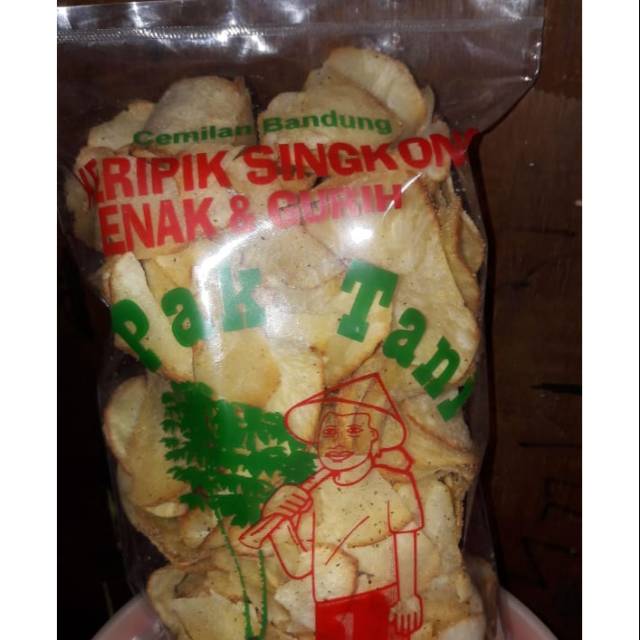 Cemilan Bandung
KERIPIK SINGKONG
ENAK & GURIH
Pak Tani